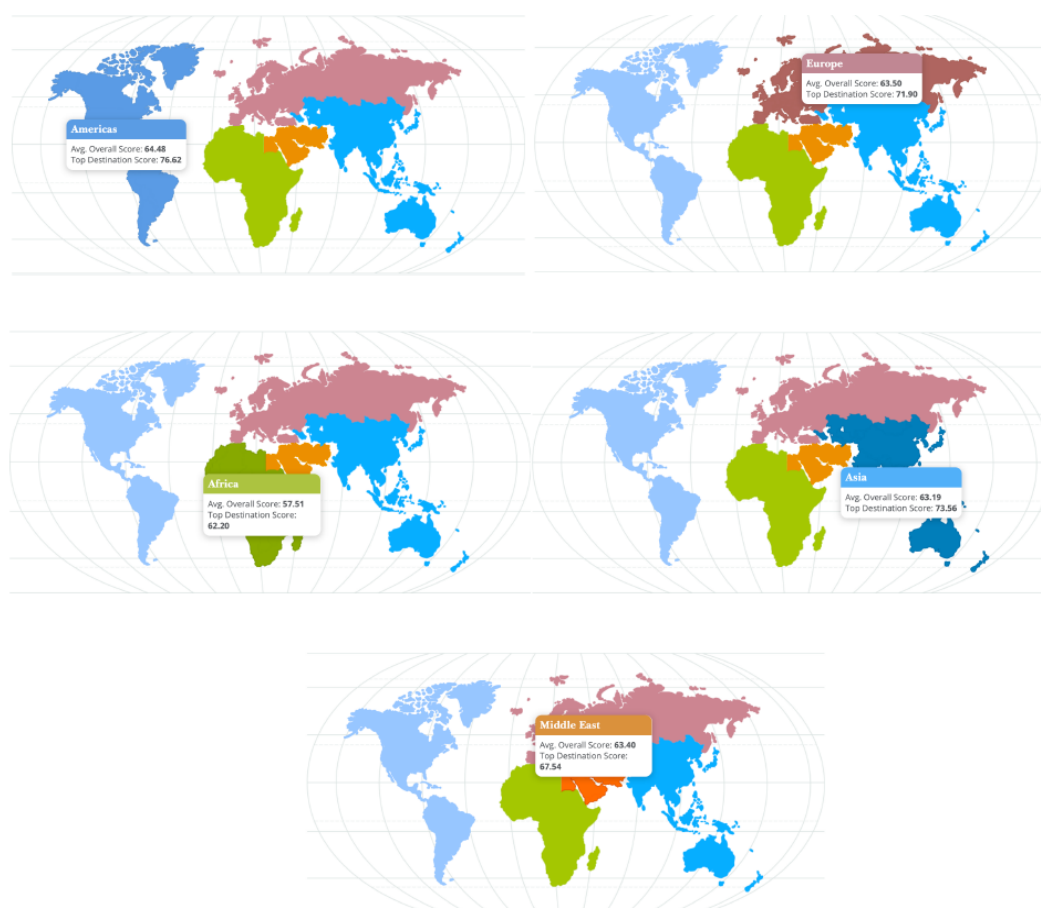 Americas
Avg. Overall Score: 64.48
Top Destination Score: 76.62
Europe
Avg. Overall Score: 63.50
Top Destination Score: 71.90
Africa
Avg. Overall Score: 57.51
Top Destination Score:
62.20
Asia
Avg. Overall Score: 63.19
Top Destination Score: 73.56
Middle East
Avg. Overall Score: 63.40
Top Destination Score:
67.54